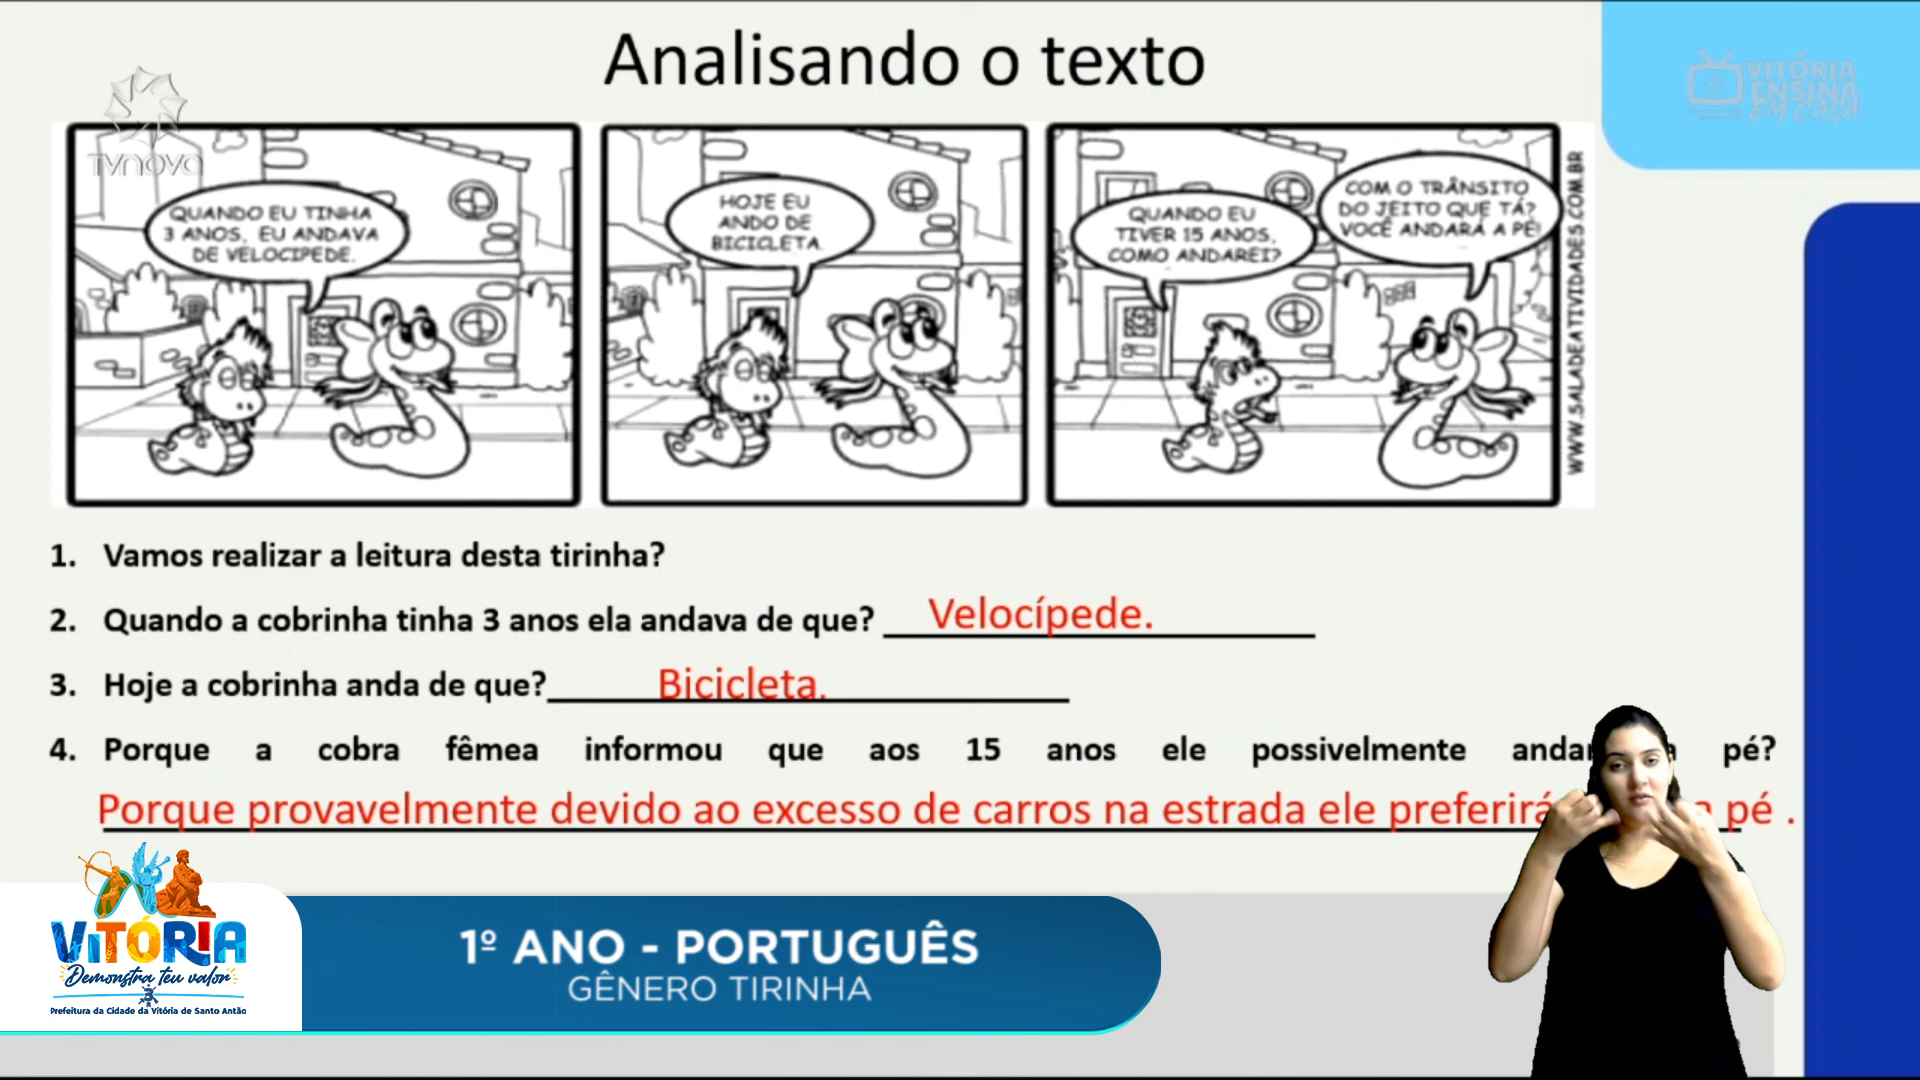 Analisando o texto
TVNOVA
VITÓRIA
ENSINA
EM CASA
QUANDO EU TINHA
3 ANOS, EU ANDAVA
DE VELOCÍPEDE.
HOJE EU
ANDO DE
BICICLETA.
QUANDO EU
TIVER 15 ANOS,
COMO ANDAREI?
COM O TRÂNSITO
DO JEITO QUE TÁ?
VOCÊ ANDARÁ A PÉ!
WWW.SALADEATIVIDADES.COM.BR
1. Vamos realizar a leitura desta tirinha?
2. Quando a cobrinha tinha 3 anos ela andava de que? Velocípede.
3. Hoje a cobrinha anda de que? Bicicleta.
4. Porque a cobra fêmea informou que aos 15 anos ele possivelmente pé?
Porque provavelmente devido ao excesso de carros na estrada ele preferirá a pé .
VITÓRIA
Demonstra teu valor
Prefeitura da Cidade da Vitória de Santo Antão
1º ANO - PORTUGUÊS
GÊNERO TIRINHA